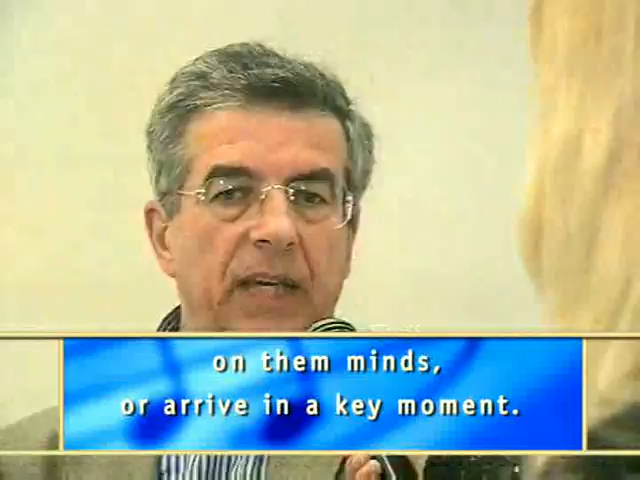 on them minds,
or arrive in a key moment.